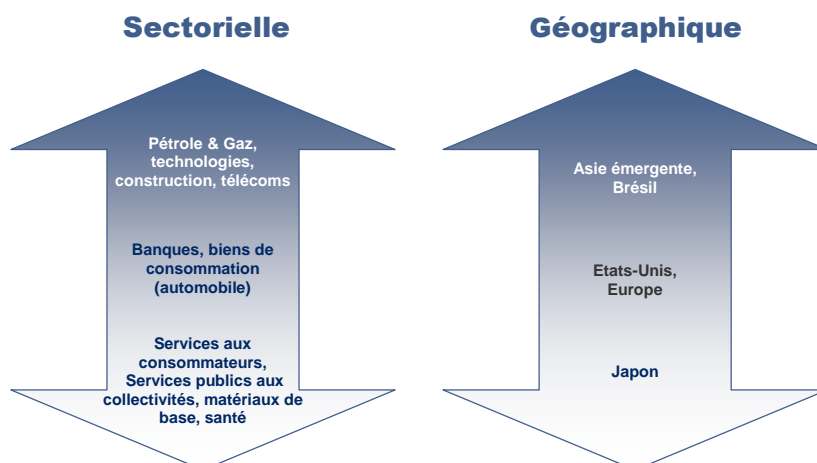 Sectorielle
Pétrole & Gaz,
technologies,
construction, télécoms
Banques, biens de
consommation
(automobile)
Services aux
consommateurs,
Services publics aux
collectivités, matériaux de
base, santé
Géographique
Asie émergente,
Brésil
Etats-Unis,
Europe
Japon